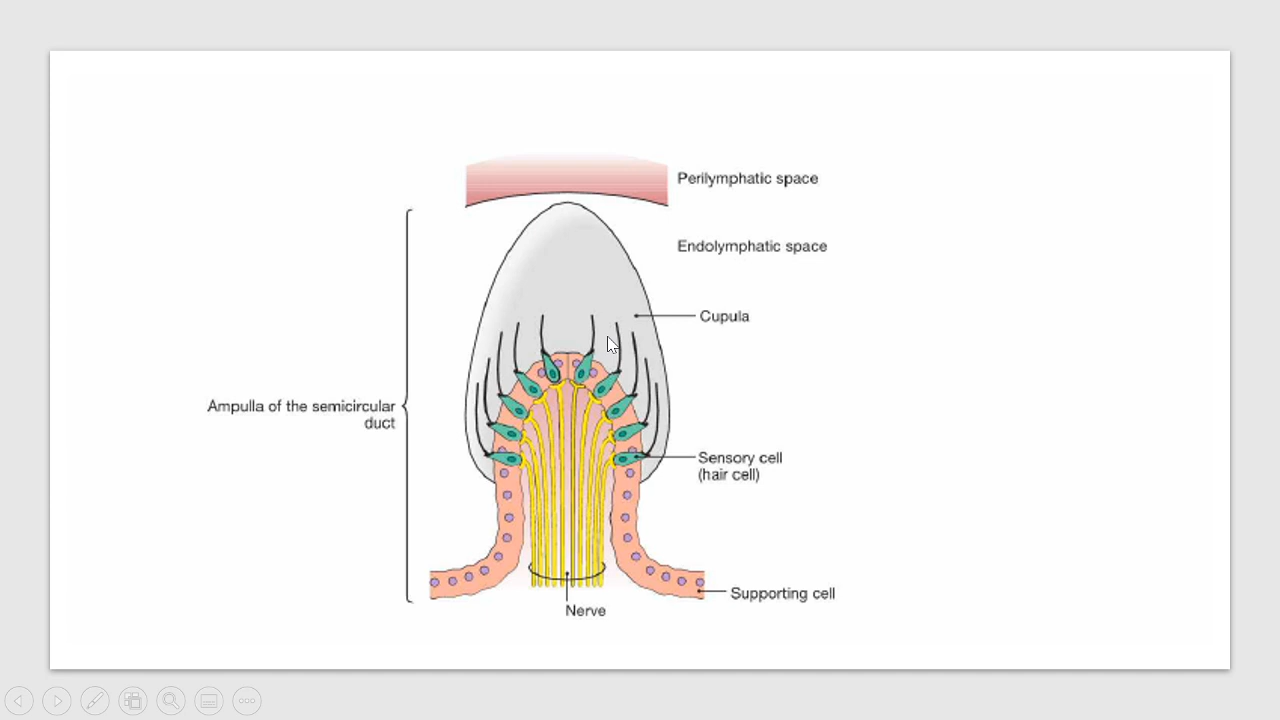 Perilymphatic space
Endolymphatic space
Cupula
Ampulla of the semicircular
duct
Sensory cell
(hair cell)
Supporting cell
Nerve